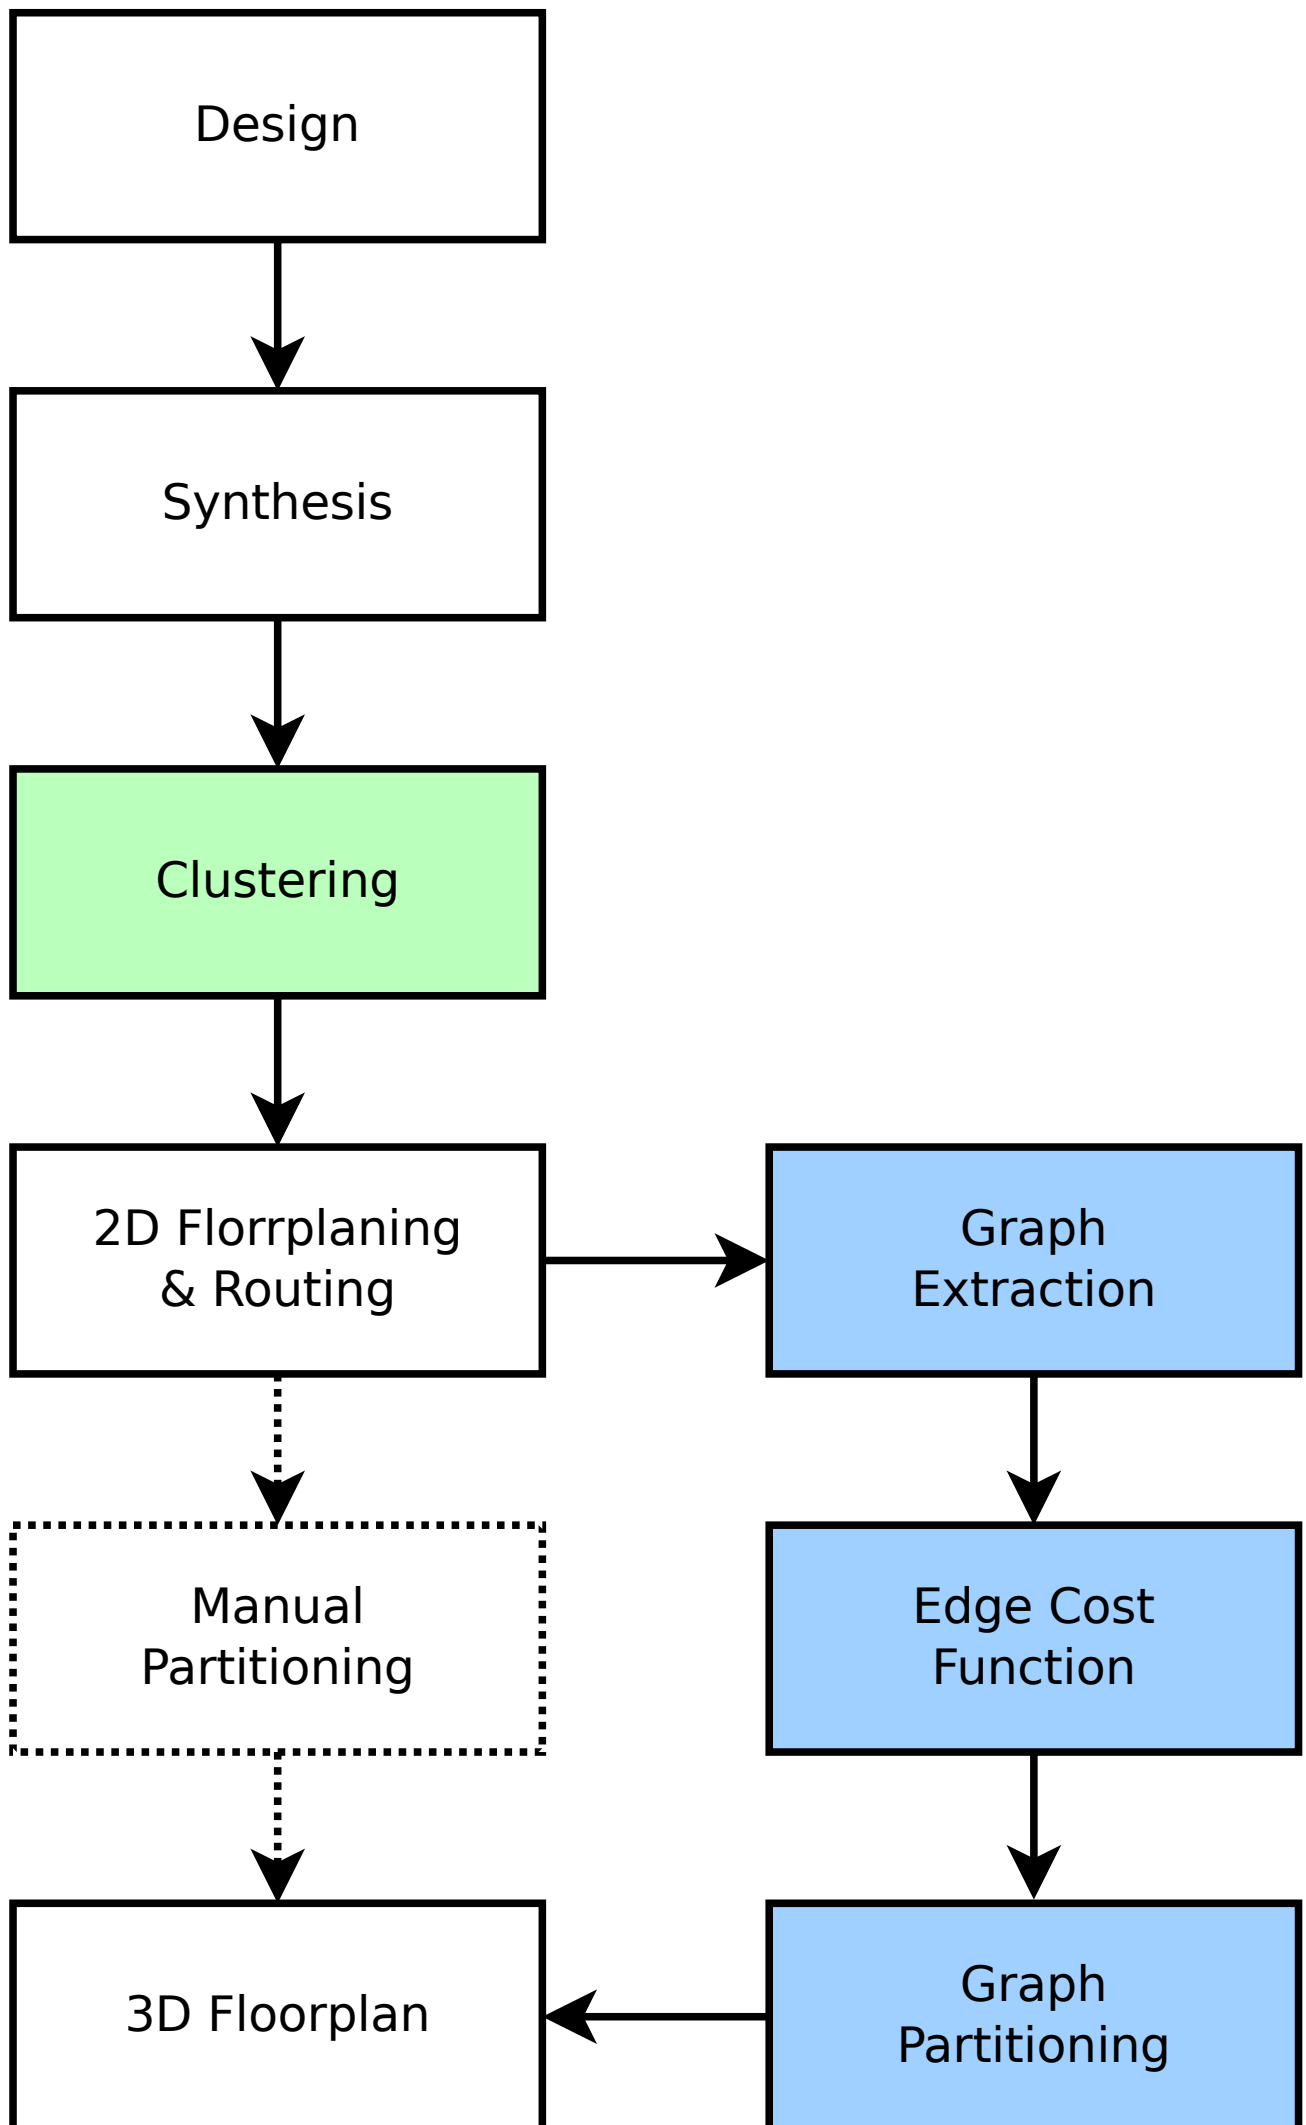 Design
Synthesis
Clustering
2D Florrplaning
& Routing
Graph
Extraction
Manual
Partitioning
Edge Cost
Function
3D Floorplan
Graph
Partitioning